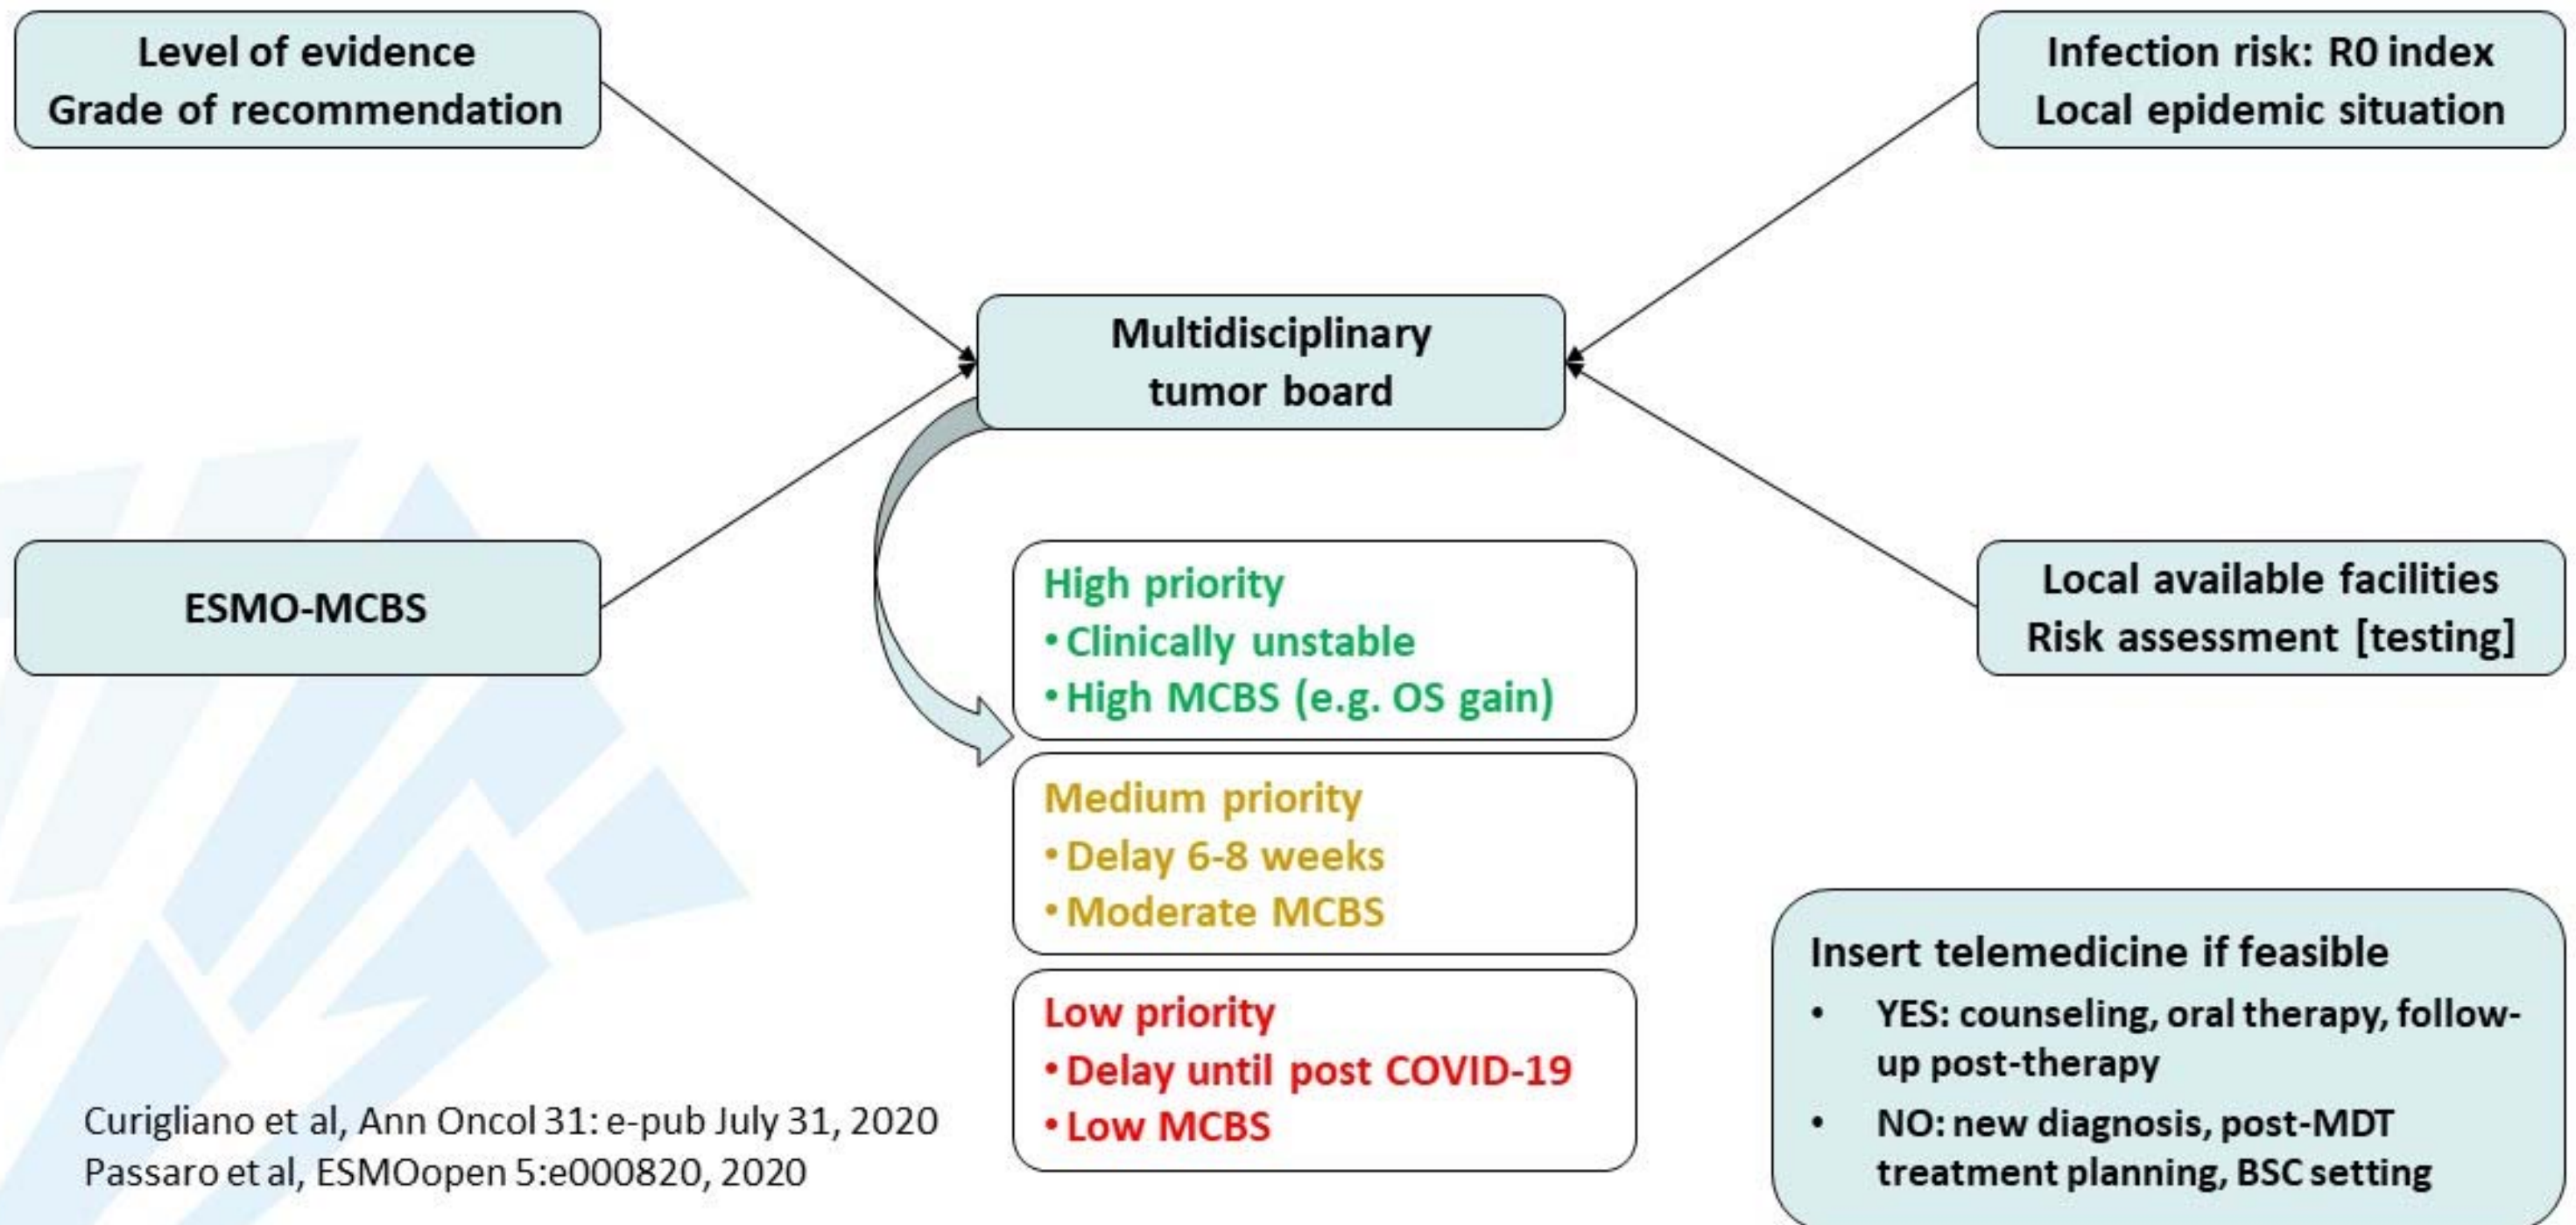 Level of evidence
Grade of recommendation
Infection risk: R0 index
Local epidemic situation
Multidisciplinary
tumor board
ESMO-MCBS
Local available facilities
Risk assessment [testing]
High priority
• Clinically unstable
• High MCBS (e.g. OS gain)
Medium priority
• Delay 6-8 weeks
• Moderate MCBS
Low priority
• Delay until post COVID-19
• Low MCBS
Insert telemedicine if feasible
• YES: counseling, oral therapy, follow-
up post-therapy
• NO: new diagnosis, post-MDT
treatment planning, BSC setting
Curigliano et al, Ann Oncol 31: e-pub July 31, 2020
Passaro et al, ESMOopen 5:e000820, 2020